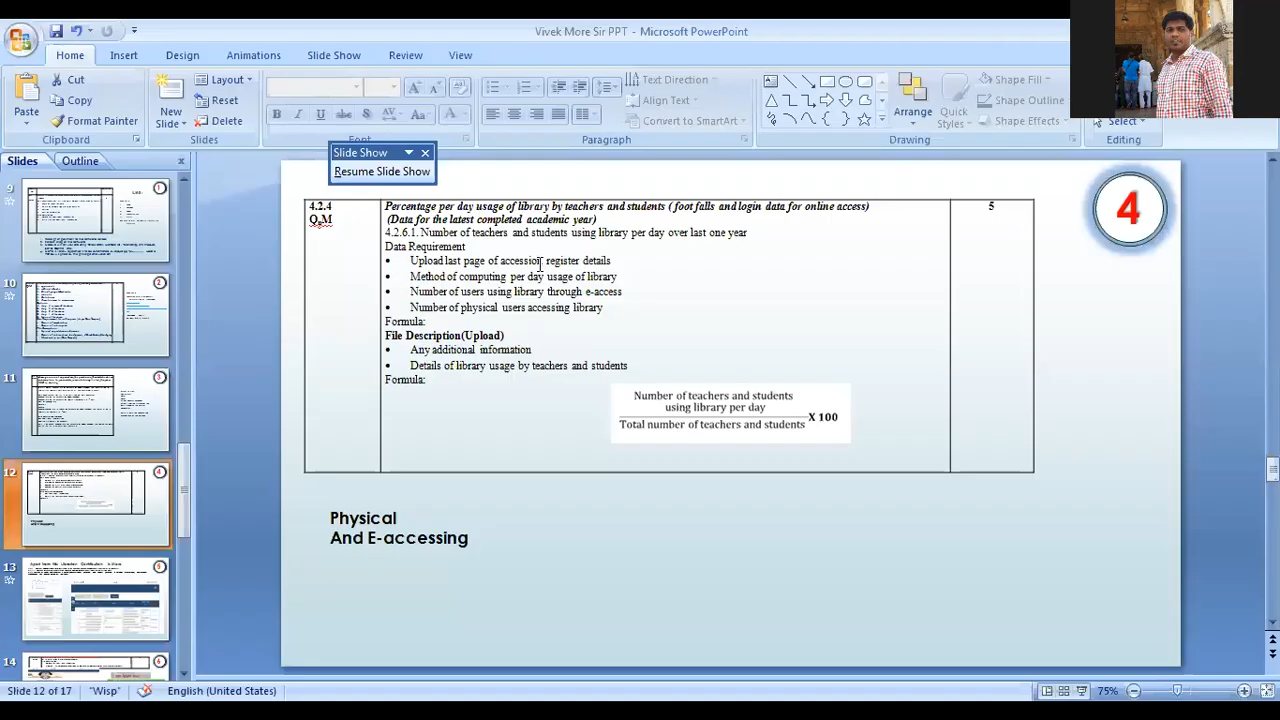 Vivek More Sir PPT - Microsoft PowerPoint
Home Insert Design Animations Slide Show Review View
Paste
Cut
Copy
Format Painter
Clipboard
New
Slide
Layout
Reset
Delete
Slides
Font
Text Direction
Align Text
Convert to SmartArt
Paragraph
Arrange
Quick
Styles
Shape Fill
Shape Outline
Shape Effects
Drawing
Select
Editing
Slides Outline
Slide Show
Resume Slide Show
9
10
11
12
13
14
4
4.2.4
QnM
Percentage per day usage of library by teachers and students ( foot falls and login data for online access)
(Data for the latest completed academic year)
5
4.2.6.1. Number of teachers and students using library per day over last one year
Data Requirement
• Upload last page of accession register details
• Method of computing per day usage of library
• Number of users using library through e-access
• Number of physical users accessing library
Formula:
File Description(Upload)
• Any additional information
• Details of library usage by teachers and students
Formula:
Number of teachers and students
using library per day
Total number of teachers and students
X 100
Physical
And E-accessing
Slide 12 of 17 "Wisp" English (United States) 75%